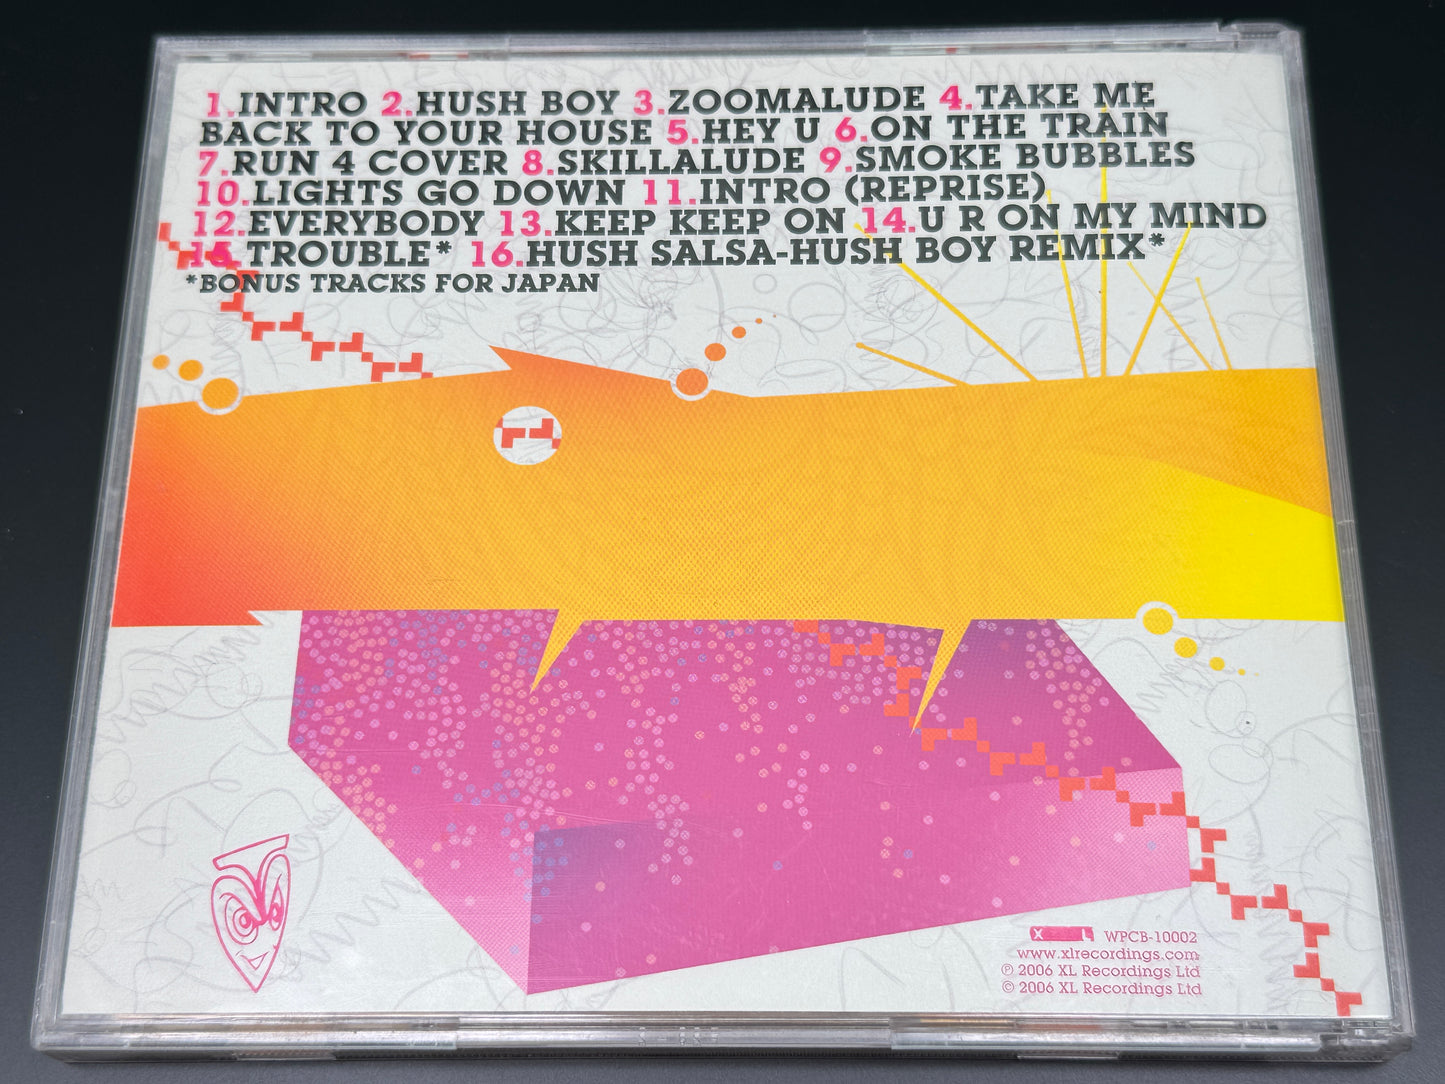 1.INTRO 2.HUSH BOY 3.ZOOMALUDE 4.TAKE ME
BACK TO YOUR HOUSE 5.HEY U 6.ON THE TRAIN
7.RUN 4 COVER 8.SKILLALUDE 9.SMOKE BUBBLES
10.LIGHTS GO DOWN 11.INTRO (REPRISE)
12.EVERYBODY 13.KEEP KEEP ON 14.U R ON MY MIND
15.TROUBLE* 16.HUSH SALSA-HUSH BOY REMIX*
*BONUS TRACKS FOR JAPAN
XL WPCB-10002
www.xlrecordings.com
℗ 2006 XL Recordings Ltd
© 2006 XL Recordings Ltd